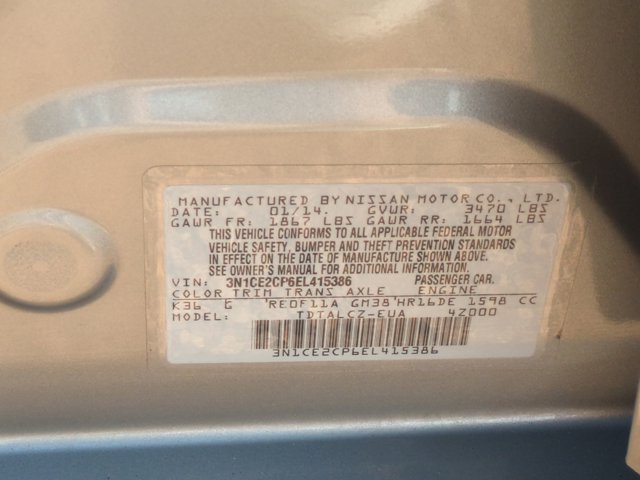 MANUFACTURED BY NISSAN MOTOR CO., LTD.
DATE: 01/14. GVWR: 3470 LBS
GAWR FR: 1867 LBS GAWR RR: 1664 LBS
THIS VEHICLE CONFORMS TO ALL APPLICABLE FEDERAL MOTOR
VEHICLE SAFETY, BUMPER AND THEFT PREVENTION STANDARDS
IN EFFECT ON THE DATE OF MANUFACTURE SHOWN ABOVE.
SEE OWNER'S MANUAL FOR ADDITIONAL INFORMATION.
VIN: 3N1CE2CP6EL415386 PASSENGER CAR.
COLOR TRIM TRANS AXLE ENGINE
K36 G RE0F11A GM38 HR16DE 1598 CC
MODEL: TDTALCZ-EUA 4Z000
3N1CE2CP6EL415386